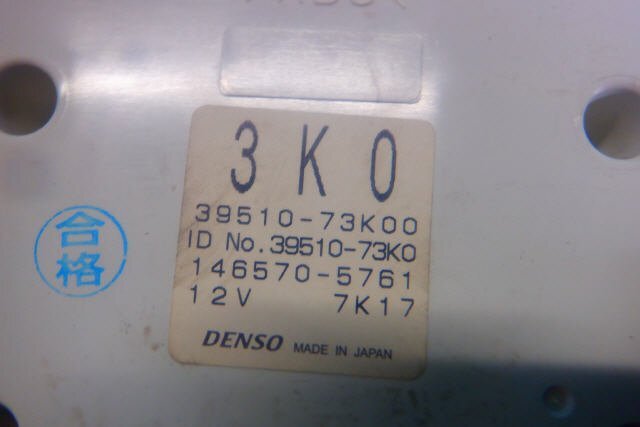 3K0
39510-73K00
ID No.39510-73K0
146570-5761
12V 7K17
DENSO MADE IN JAPAN
合格